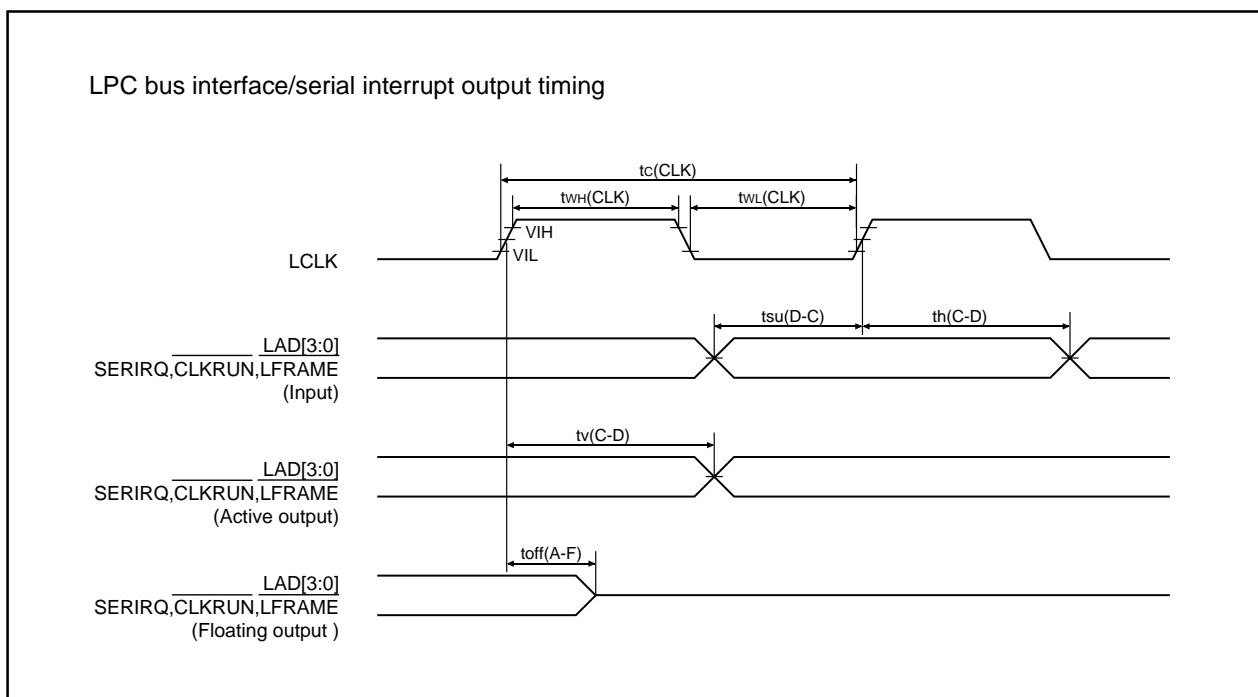 LPC bus interface/serial interrupt output timing
tC(CLK)
tWH(CLK)
tWL(CLK)
VIH
VIL
LCLK
tsu(D-C)
th(C-D)
LAD[3:0]
SERIRQ,CLKRUN,LFRAME
(Input)
tv(C-D)
LAD[3:0]
SERIRQ,CLKRUN,LFRAME
(Active output)
toff(A-F)
LAD[3:0]
SERIRQ,CLKRUN,LFRAME
(Floating output )